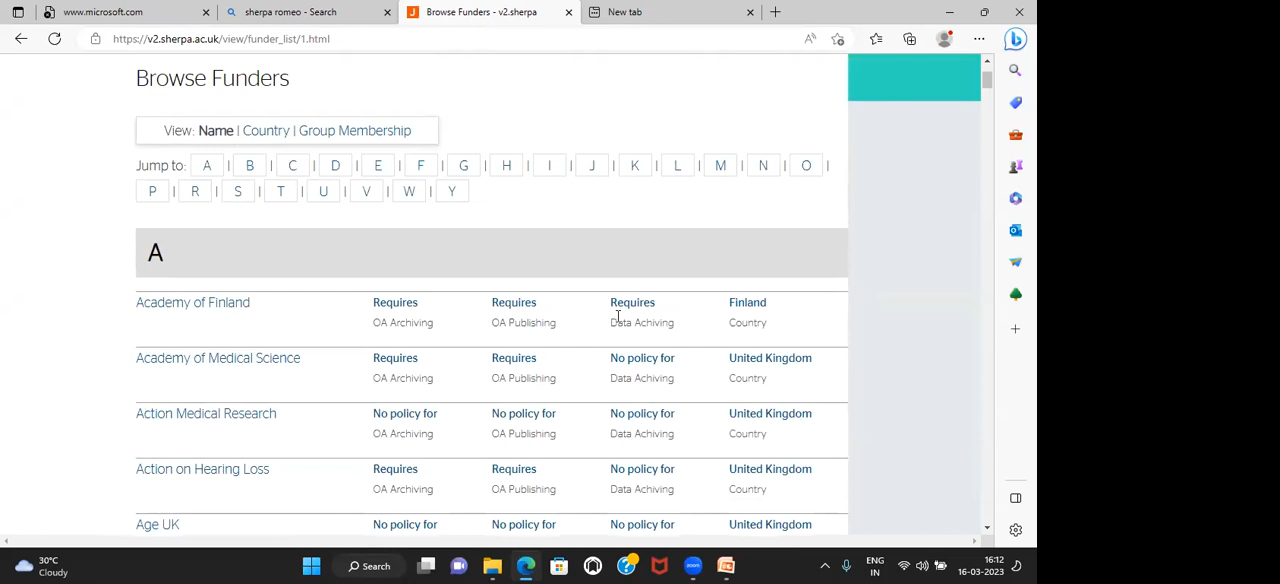 www.microsoft.com
sherpa romeo - Search
Browse Funders - v2.sherpa
New tab
https://v2.sherpa.ac.uk/view/funder_list/1.html
Browse Funders
View: Name | Country | Group Membership
Jump to: A | B | C | D | E | F | G | H | I | J | K | L | M | N | O |
P | R | S | T | U | V | W | Y
A
Academy of Finland Requires Requires Requires Finland
OA Archiving OA Publishing Data Achiving Country
Academy of Medical Science Requires Requires No policy for United Kingdom
OA Archiving OA Publishing Data Achiving Country
Action Medical Research No policy for No policy for No policy for United Kingdom
OA Archiving OA Publishing Data Achiving Country
Action on Hearing Loss Requires Requires No policy for United Kingdom
OA Archiving OA Publishing Data Achiving Country
Age UK No policy for No policy for No policy for United Kingdom
30°C
Cloudy
Search
ENG
IN
16:12
16-03-2023